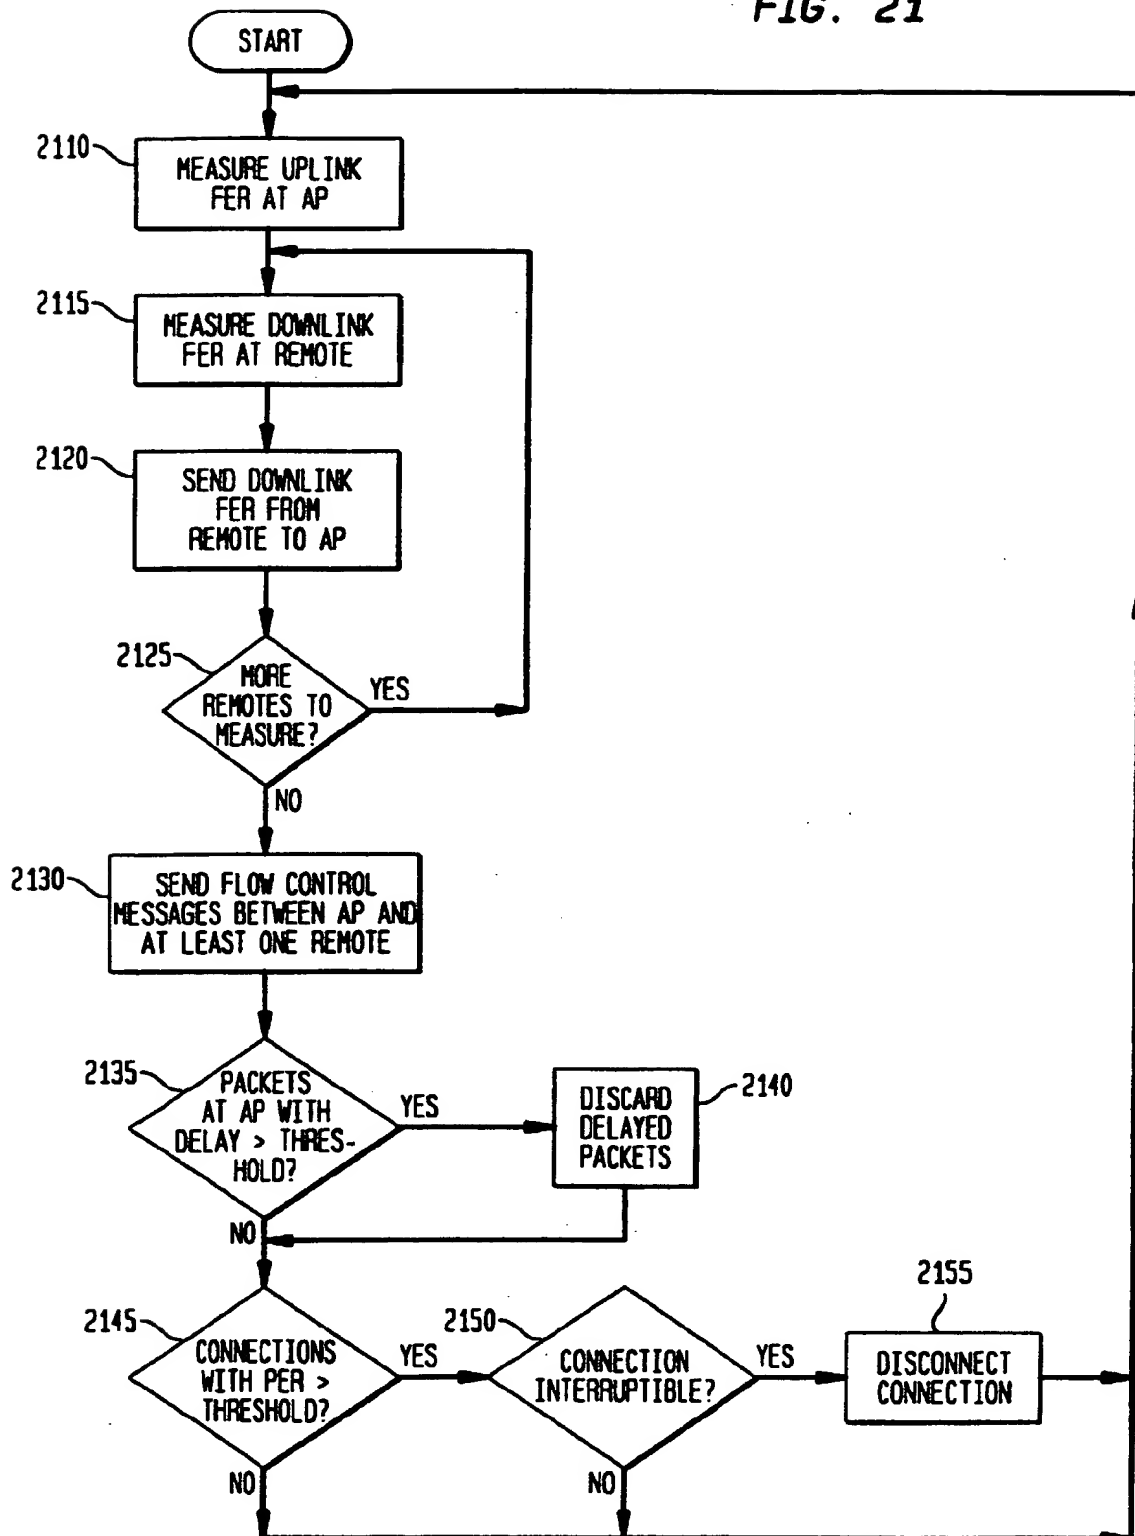 FIG. 21
START
2110
MEASURE UPLINK
FER AT AP
2115
MEASURE DOWNLINK
FER AT REMOTE
2120
SEND DOWNLINK
FER FROM
REMOTE TO AP
2125
MORE
REMOTES TO
MEASURE?
YES
NO
2130
SEND FLOW CONTROL
MESSAGES BETWEEN AP AND
AT LEAST ONE REMOTE
2135
PACKETS
AT AP WITH
DELAY > THRES-
HOLD?
YES
2140
DISCARD
DELAYED
PACKETS
NO
2145
CONNECTIONS
WITH PER >
THRESHOLD?
YES
2150
CONNECTION
INTERRUPTIBLE?
YES
2155
DISCONNECT
CONNECTION
NO
NO